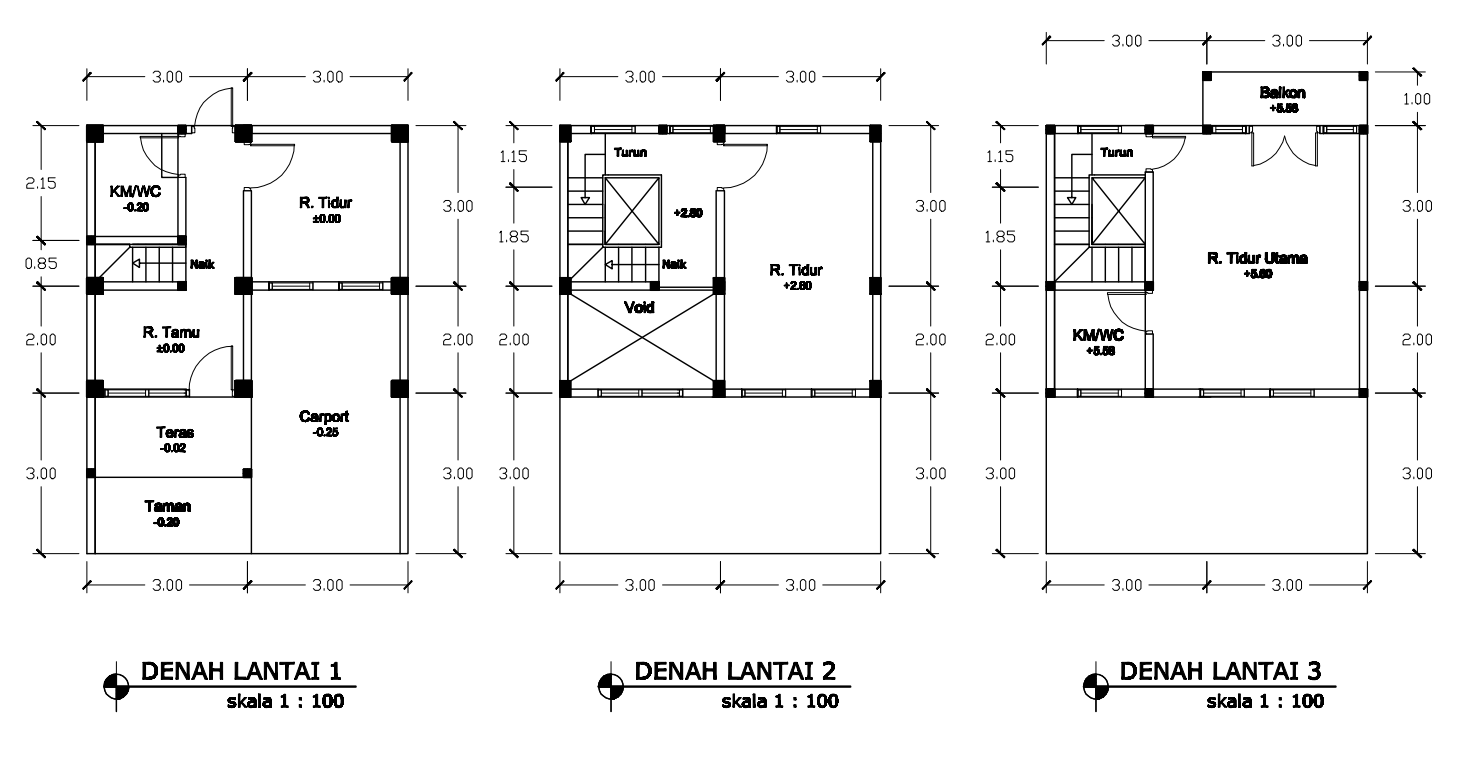 3.00 3.00
2.15
0.85
2.00
3.00
KM/WC
-0.20
R. Tidur
±0.00
Naik
R. Tamu
±0.00
Teras
-0.02
Carport
-0.25
Taman
-0.20
3.00
2.00
3.00
3.00 3.00
DENAH LANTAI 1
skala 1 : 100
3.00 3.00
1.15
1.85
2.00
3.00
Turun
+2.80
Naik
R. Tidur
+2.80
Void
3.00
2.00
3.00
3.00 3.00
DENAH LANTAI 2
skala 1 : 100
3.00 3.00
Balkon
+5.58
1.00
1.15
1.85
2.00
3.00
Turun
R. Tidur Utama
+5.60
KM/WC
+5.58
3.00
2.00
3.00
3.00 3.00
DENAH LANTAI 3
skala 1 : 100